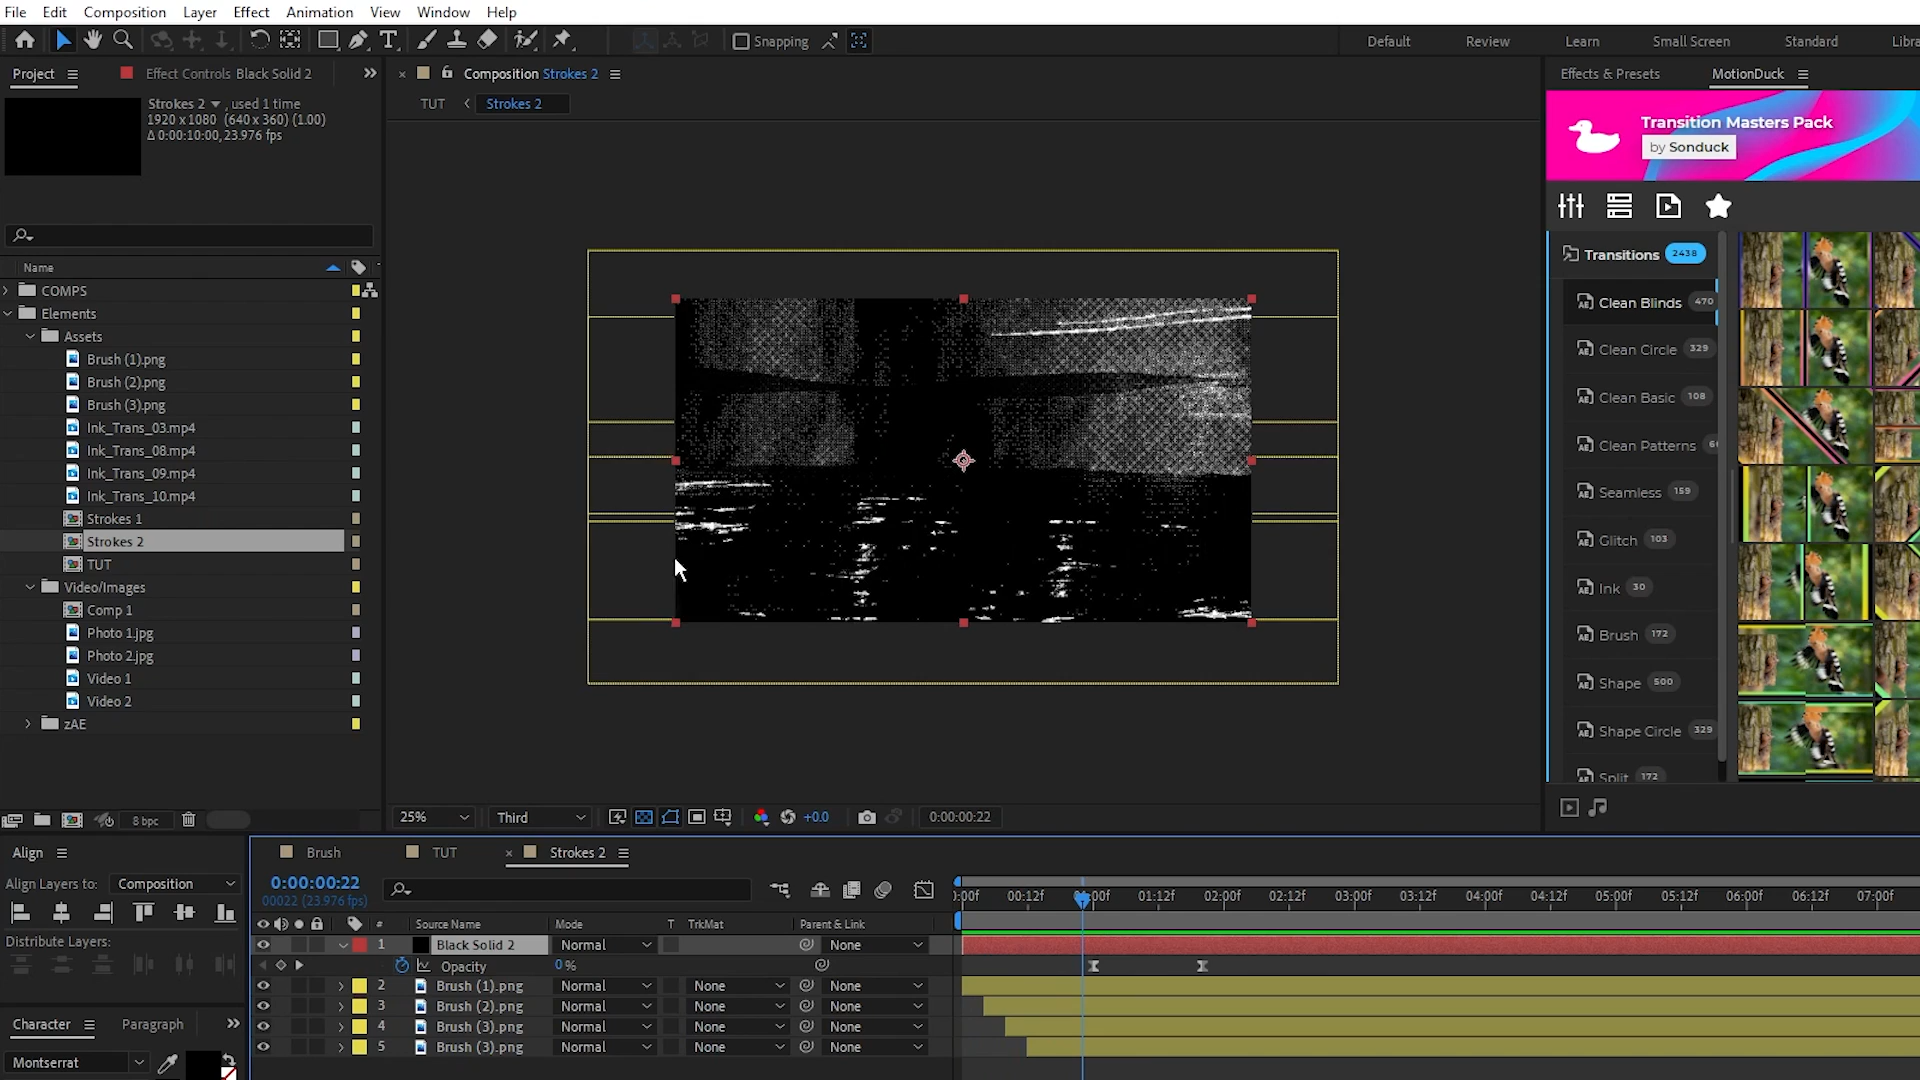 File Edit Composition Layer Effect Animation View Window Help
Snapping
Default Review Learn Small Screen Standard Libra
Project Effect Controls Black Solid 2
Composition Strokes 2
Effects & Presets MotionDuck
Strokes 2 , used 1 time
1920 x 1080 (640 x 360) (1.00)
Δ 0:00:10:00, 23.976 fps
TUT Strokes 2
Transition Masters Pack
by Sonduck
Name
COMPS
Elements
Assets
Brush (1).png
Brush (2).png
Brush (3).png
Ink_Trans_03.mp4
Ink_Trans_08.mp4
Ink_Trans_09.mp4
Ink_Trans_10.mp4
Strokes 1
Strokes 2
TUT
Video/Images
Comp 1
Photo 1.jpg
Photo 2.jpg
Video 1
Video 2
zAE
Transitions 2438
Clean Blinds 470
Clean Circle 329
Clean Basic 108
Clean Patterns
Seamless 159
Glitch 103
Ink 30
Brush 172
Shape 500
Shape Circle 329
Split 172
8 bpc
25% Third +0.0 0:00:00:22
Align
Align Layers to: Composition
Distribute Layers:
Character Paragraph
Montserrat
Brush TUT Strokes 2
0:00:00:22
00022 (23.976 fps)
:00f 00:12f 01:00f 01:12f 02:00f 02:12f 03:00f 03:12f 04:00f 04:12f 05:00f 05:12f 06:00f 06:12f 07:00f
# Source Name Mode T TrkMat Parent & Link
1 Black Solid 2 Normal None
Opacity 0 %
2 Brush (1).png Normal None None
3 Brush (2).png Normal None None
4 Brush (3).png Normal None None
5 Brush (3).png Normal None None